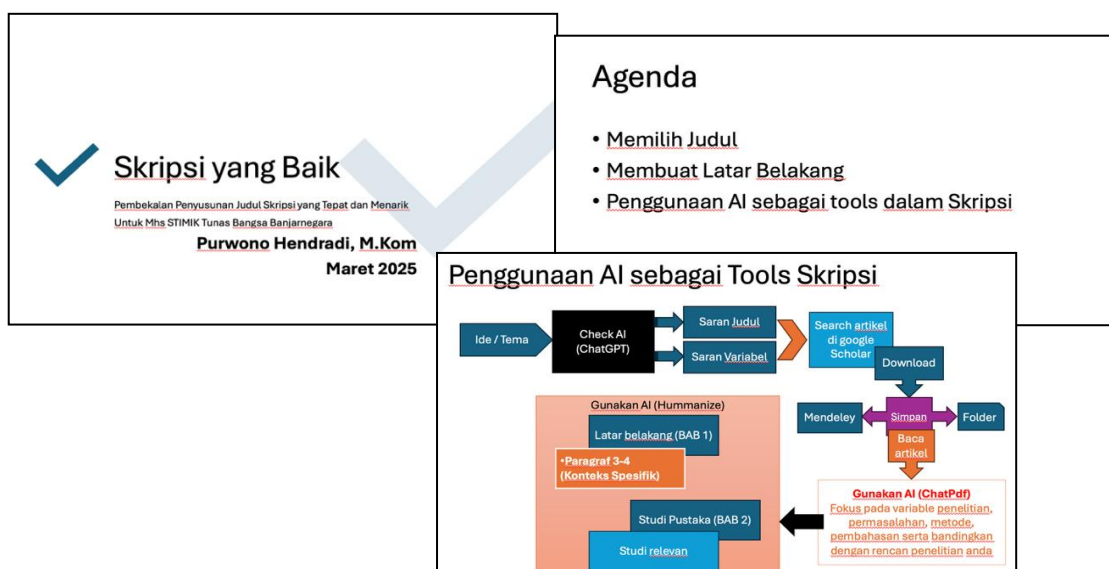 Skripsi yang Baik
Pembekalan Penyusunan Judul Skripsi yang Tepat dan Menarik
Untuk Mhs STIMIK Tunas Bangsa Banjarnegara
Purwono Hendradi, M.Kom
Maret 2025
Agenda
• Memilih Judul
• Membuat Latar Belakang
• Penggunaan AI sebagai tools dalam Skripsi
Penggunaan AI sebagai Tools Skripsi
Ide / Tema
Check AI
(ChatGPT)
Saran Judul
Saran Variabel
Search artikel
di google
Scholar
Download
Mendeley
Simpan
Folder
Baca
artikel
Gunakan AI (ChatPdf)
Fokus pada variable penelitian,
permasalahan, metode,
pembahasan serta bandingkan
dengan rencan penelitian anda
Gunakan AI (Hummanize)
Latar belakang (BAB 1)
•Paragraf 3-4
(Konteks Spesifik)
Studi Pustaka (BAB 2)
Studi relevan